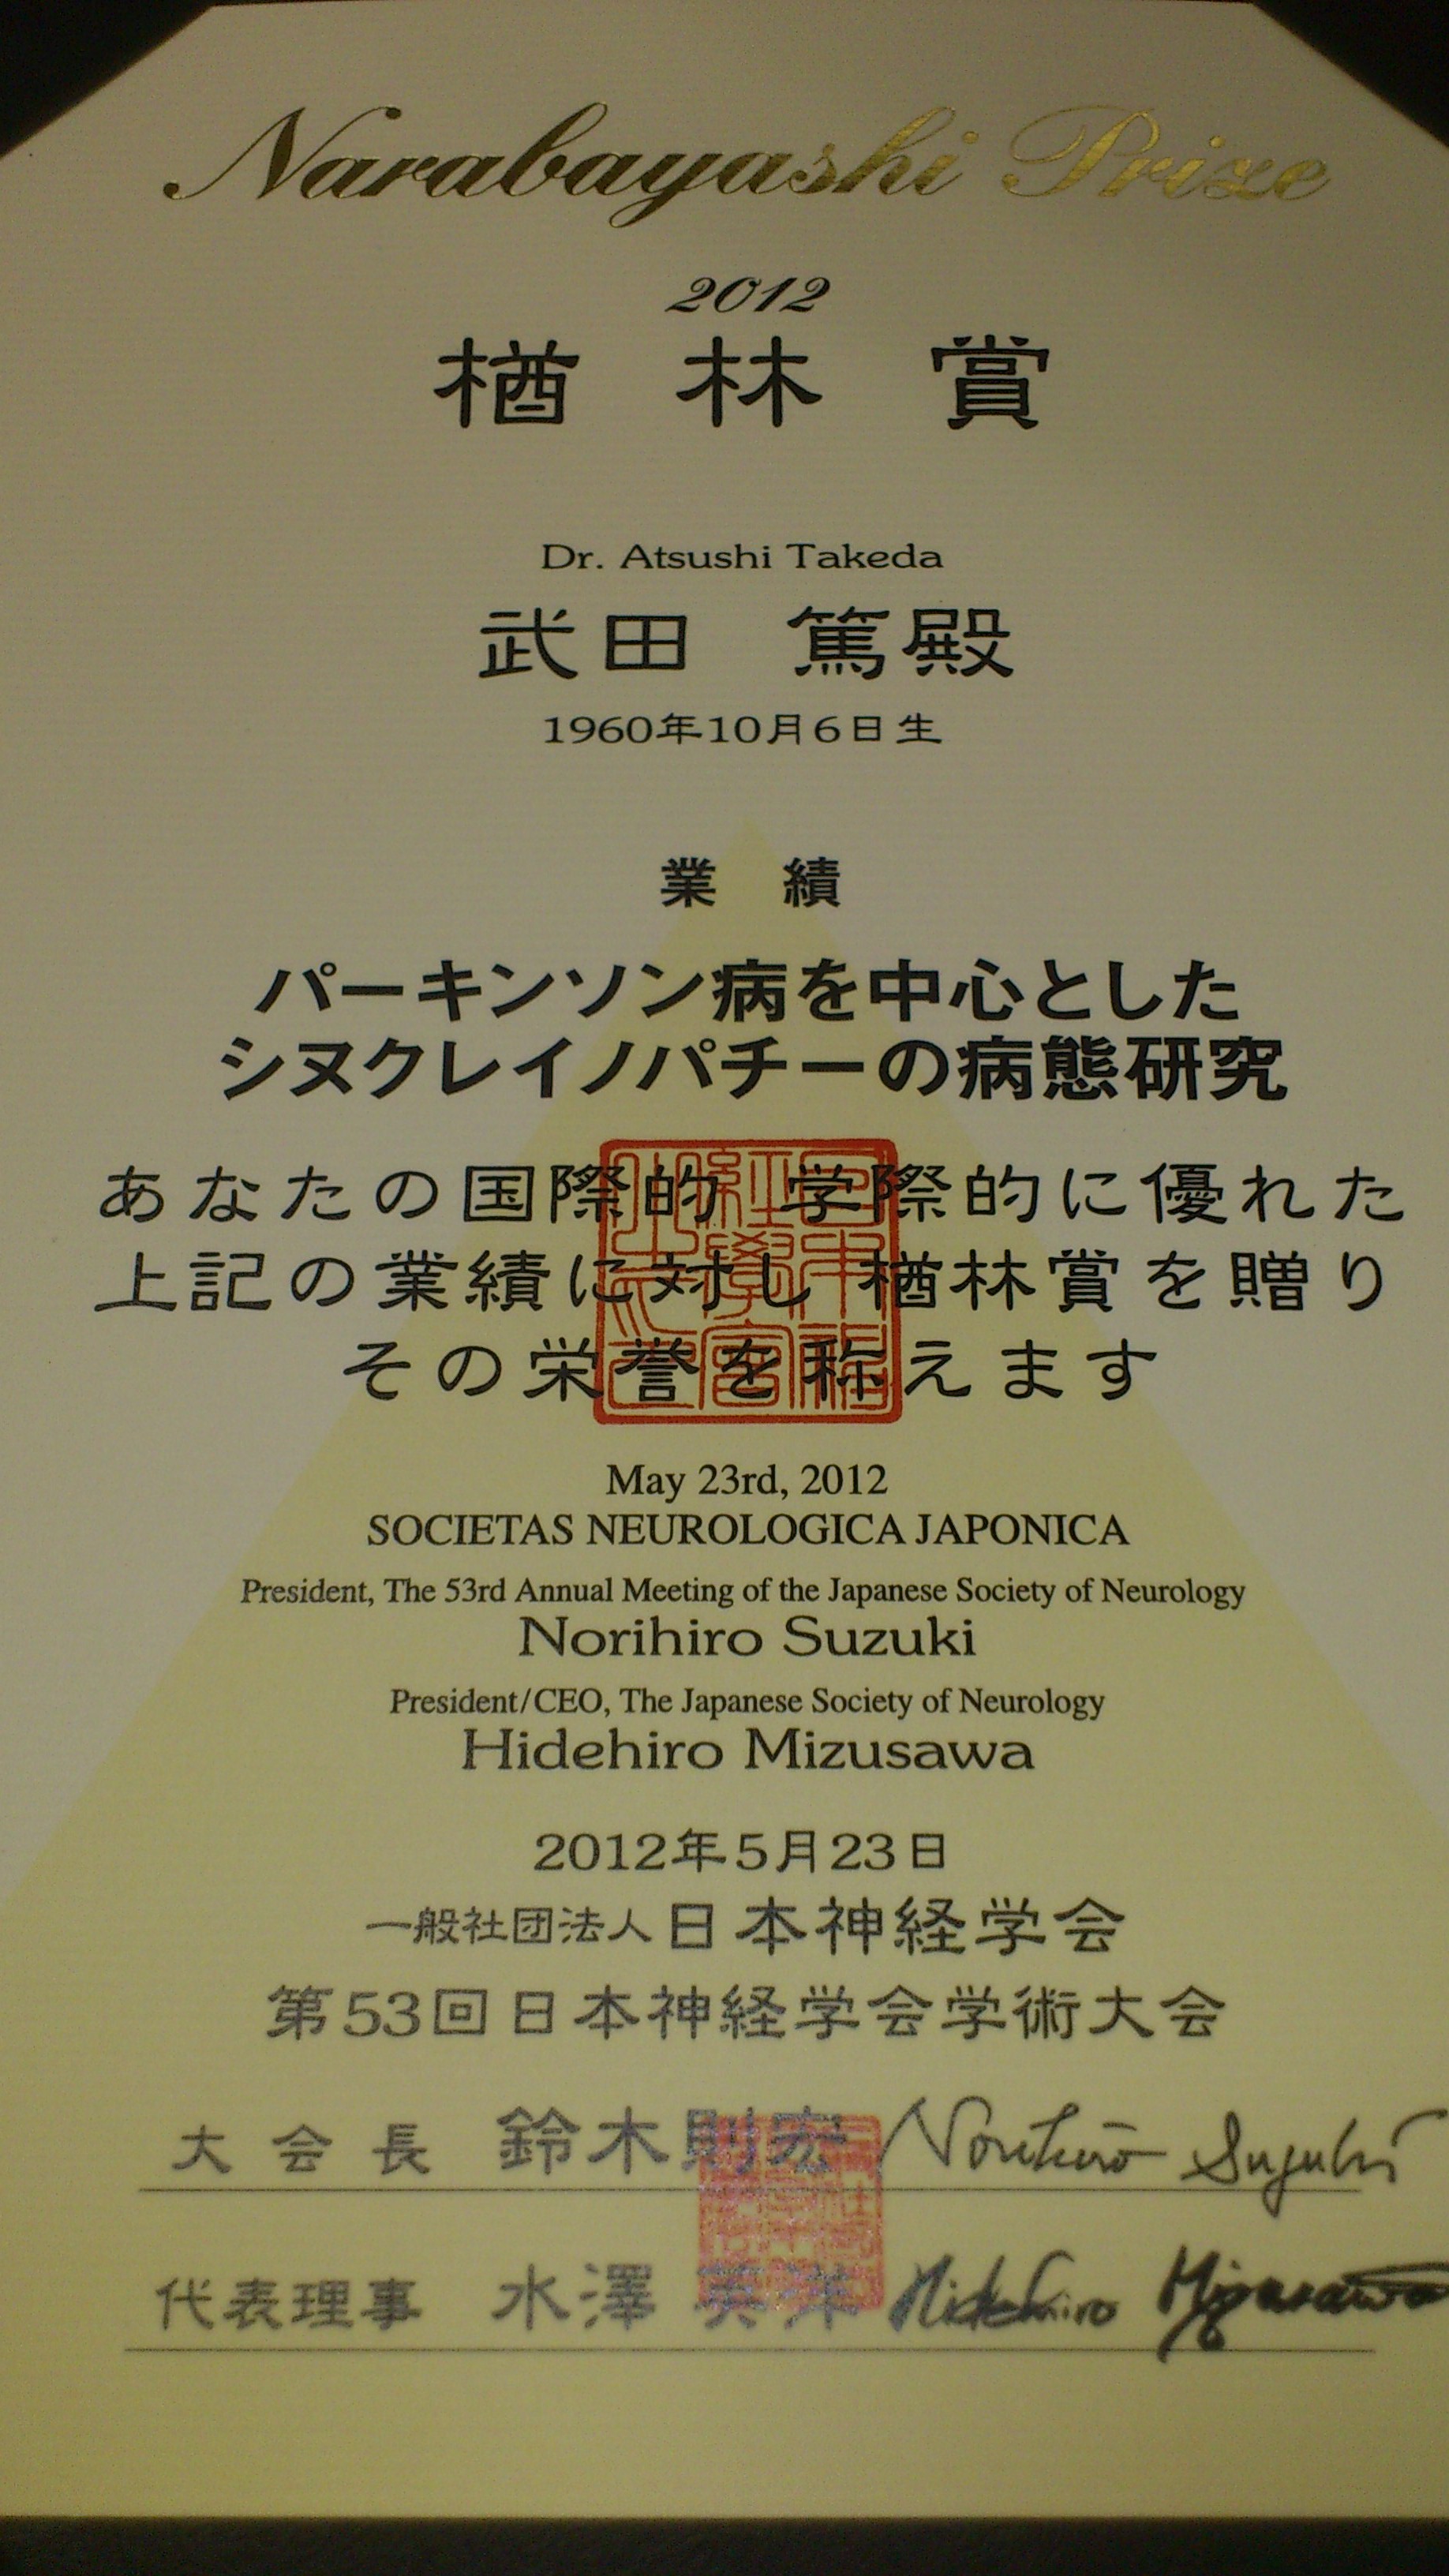 Narabayashi Prize
2012
楢 林 賞
Dr. Atsushi Takeda
武田 篤殿
1960年10月6日生
業 績
パーキンソン病を中心とした
シヌクレイノパチーの病態研究
あなたの国際的 学際的に優れた
上記の業績に対し 楢林賞を贈り
その栄誉を称えます
May 23rd, 2012
SOCIETAS NEUROLOGICA JAPONICA
President, The 53rd Annual Meeting of the Japanese Society of Neurology
Norihiro Suzuki
President/CEO, The Japanese Society of Neurology
Hidehiro Mizusawa
2012年5月23日
一般社団法人日本神経学会
第53回日本神経学会学術大会
大会長 鈴木則宏 Norihiro Suzuki
代表理事 水澤 英洋 Hidehiro Mizusawa